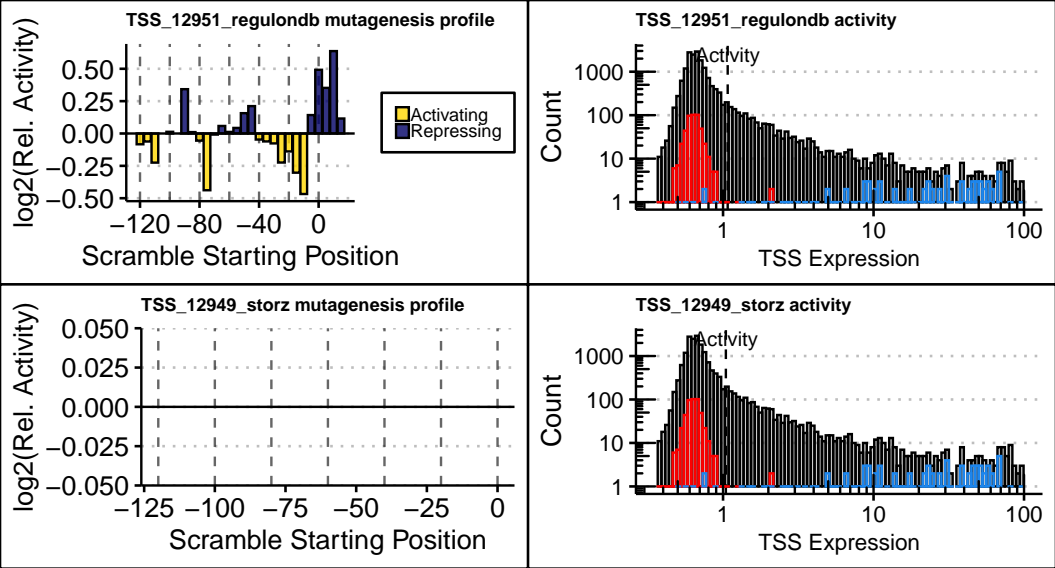 TSS_12951_regulondb mutagenesis profile
log2(Rel. Activity)
0.50
0.25
0.00
−0.25
−0.50
−120 −80 −40 0
Scramble Starting Position
Activating
Repressing
TSS_12951_regulondb activity
Activity
Count
1000
100
10
1
1 10 100
TSS Expression
TSS_12949_storz mutagenesis profile
log2(Rel. Activity)
0.050
0.025
0.000
−0.025
−0.050
−125 −100 −75 −50 −25 0
Scramble Starting Position
TSS_12949_storz activity
Activity
Count
1000
100
10
1
1 10 100
TSS Expression